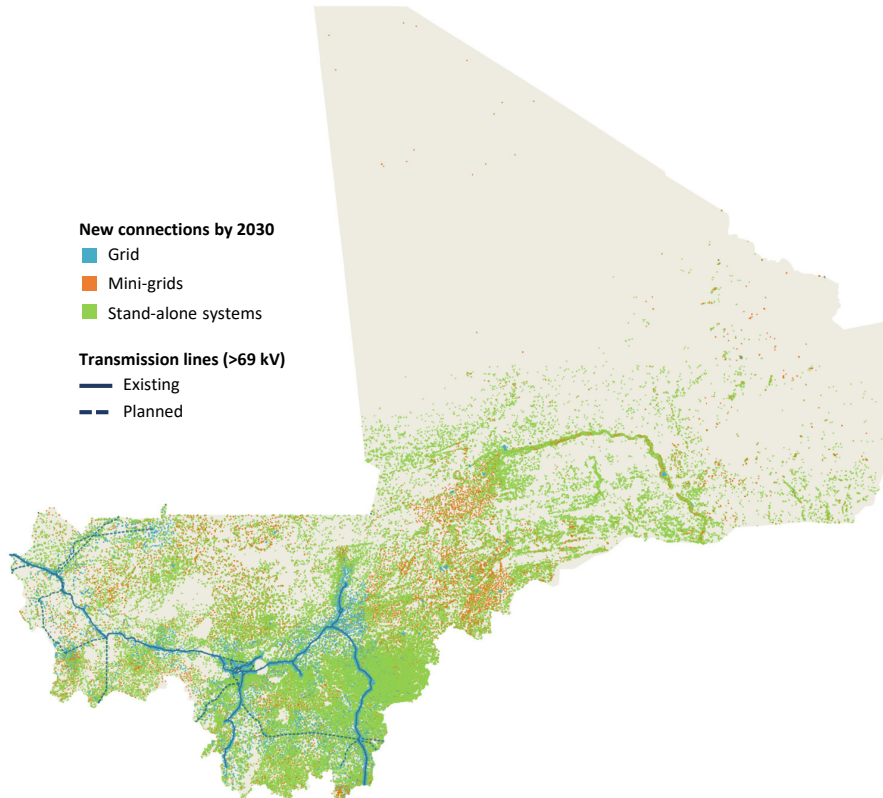 New connections by 2030
Grid
Mini-grids
Stand-alone systems
Transmission lines (>69 kV)
Existing
Planned